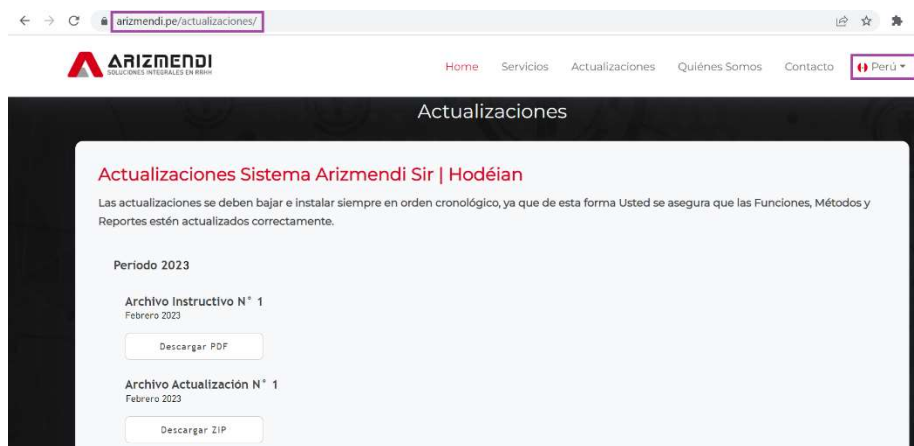 arizmendi.pe/actualizaciones/
ARIZMENDI
SOLUCIONES INTEGRALES EN RRHH
Home Servicios Actualizaciones Quiénes Somos Contacto Perú
Actualizaciones
Actualizaciones Sistema Arizmendi Sir | Hodéian
Las actualizaciones se deben bajar e instalar siempre en orden cronológico, ya que de esta forma Usted se asegura que las Funciones, Métodos y
Reportes estén actualizados correctamente.
Periodo 2023
Archivo Instructivo N° 1
Febrero 2023
Descargar PDF
Archivo Actualización N° 1
Febrero 2023
Descargar ZIP